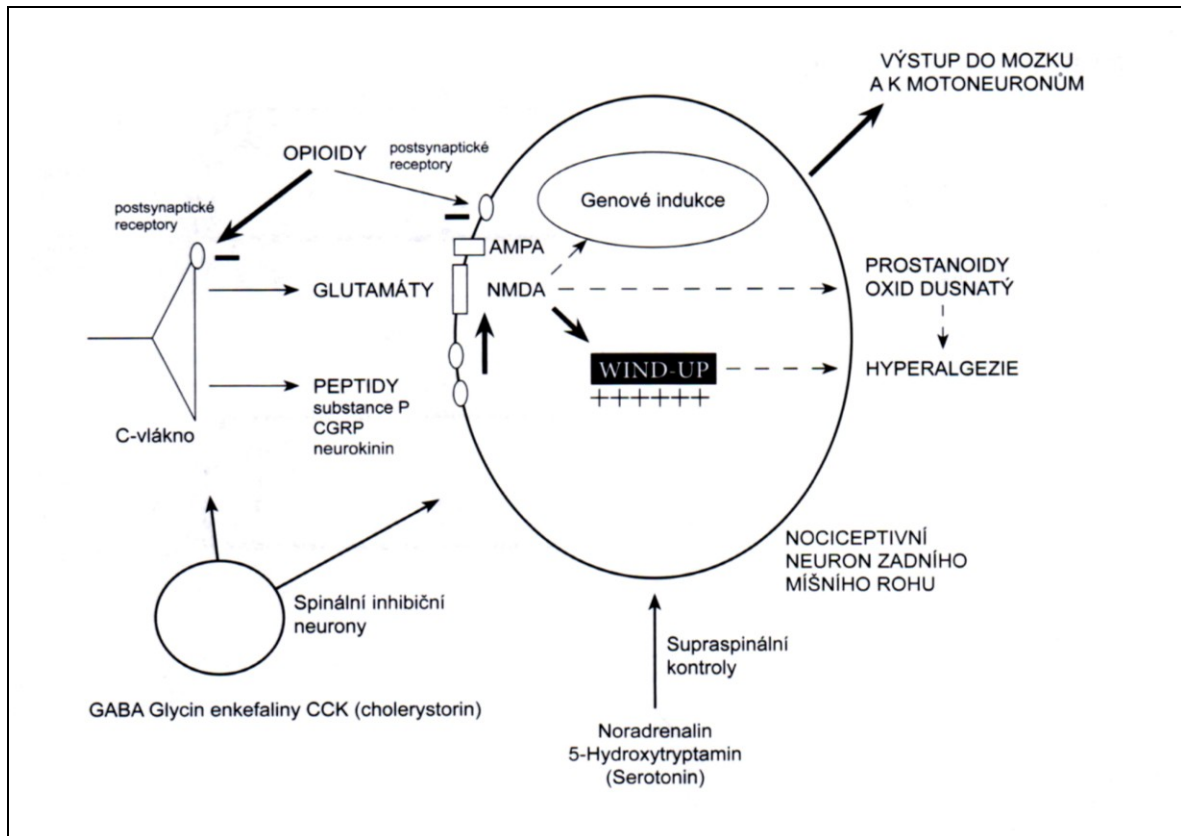 VÝSTUP DO MOZKU
A K MOTONEURONŮM
OPIOIDY
postsynaptické
receptory
postsynaptické
receptory
Genové indukce
AMPA
GLUTAMÁTY
NMDA
PROSTANOIDY
OXID DUSNATÝ
WIND-UP
++++++
HYPERALGEZIE
PEPTIDY
substance P
CGRP
neurokinin
C-vlákno
NOCICEPTIVNÍ
NEURON ZADNÍHO
MÍŠNÍHO ROHU
Spinální inhibiční
neurony
Supraspinální
kontroly
GABA Glycin enkefaliny CCK (cholerystorin)
Noradrenalin
5-Hydroxytryptamin
(Serotonin)